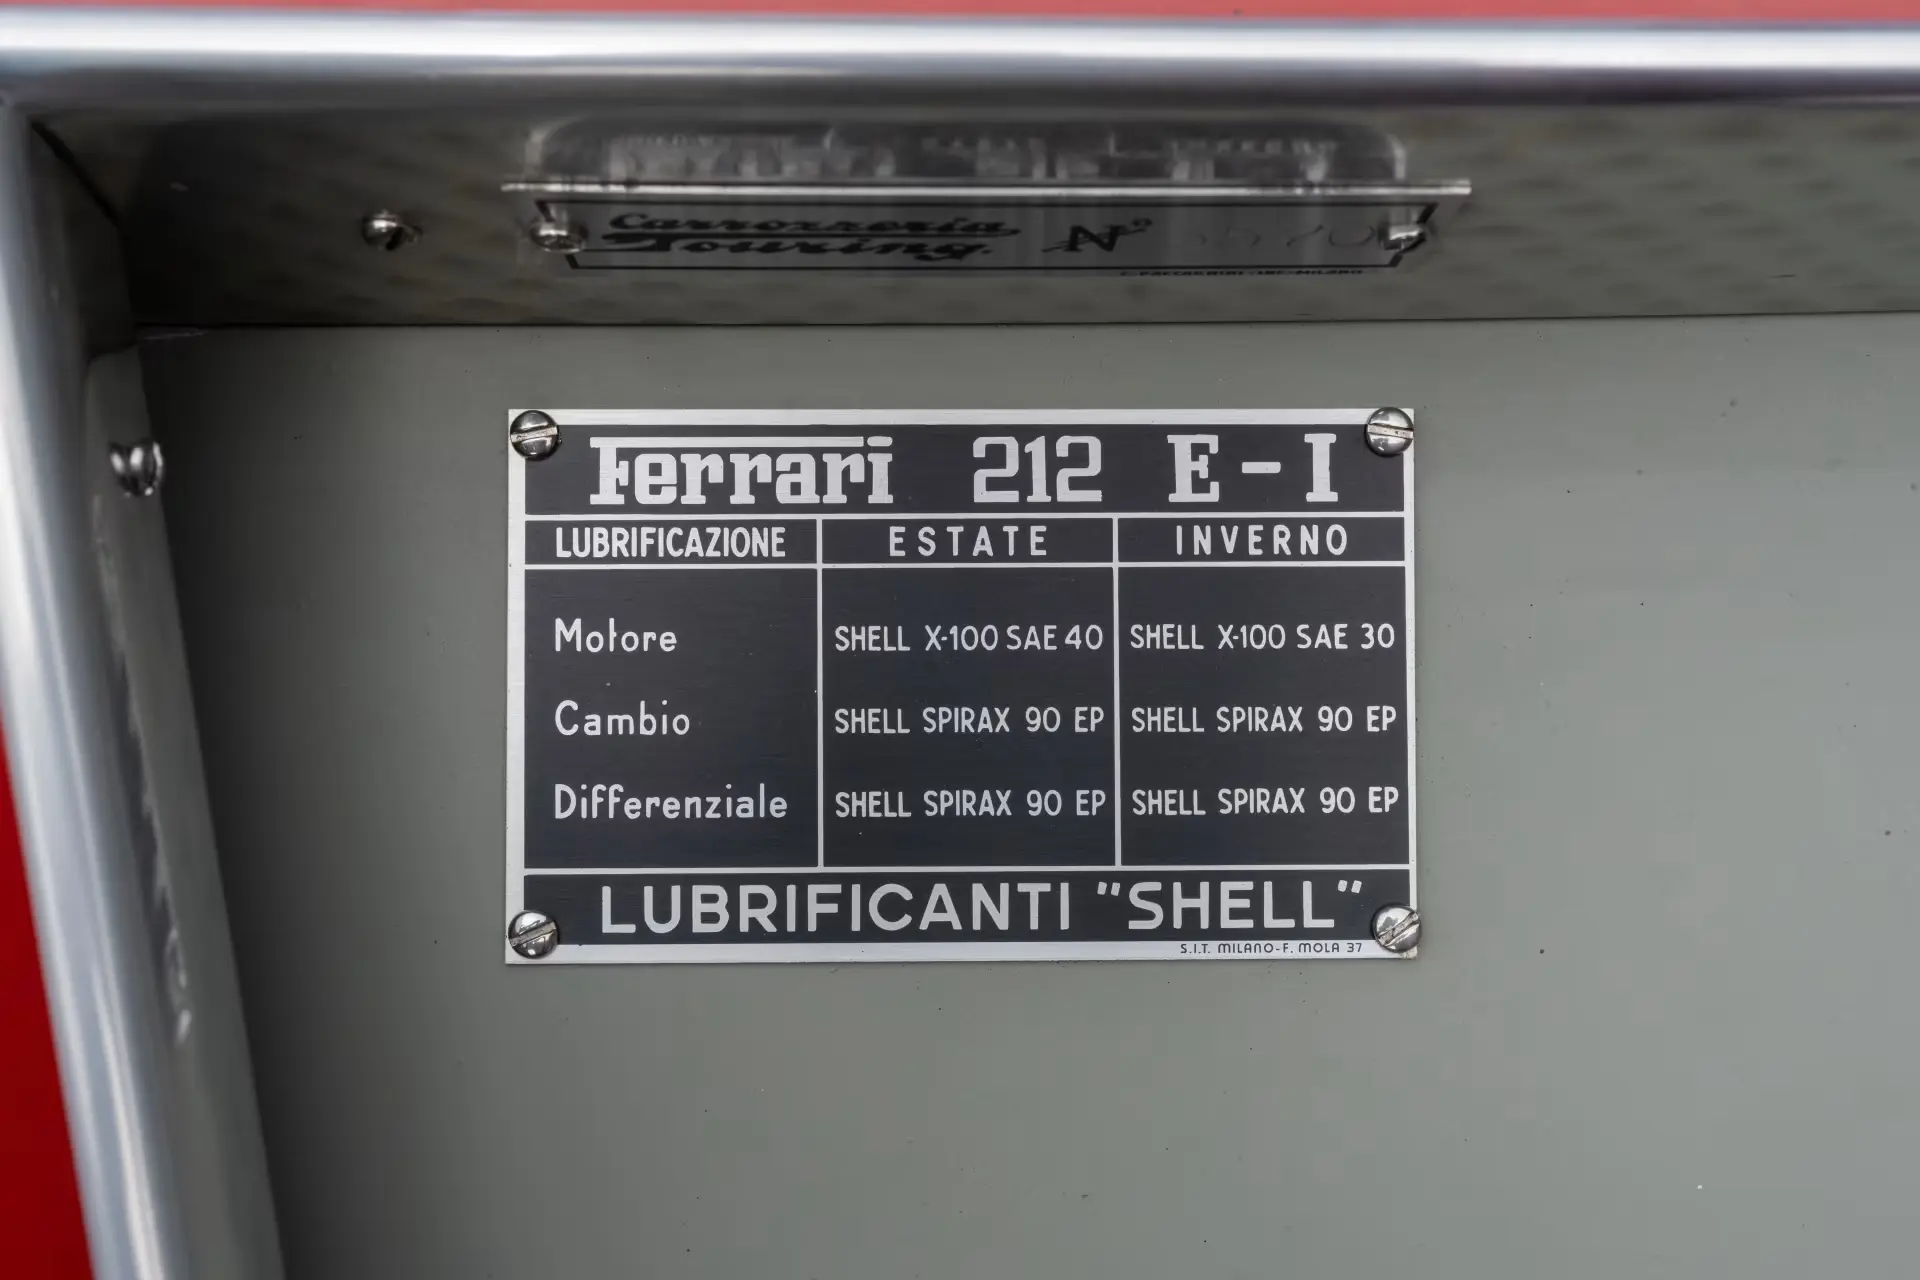 Carrozzeria
Touring. Nº
Ferrari 212 E-I
LUBRIFICAZIONE ESTATE INVERNO
Motore SHELL X-100 SAE 40 SHELL X-100 SAE 30
Cambio SHELL SPIRAX 90 EP SHELL SPIRAX 90 EP
Differenziale SHELL SPIRAX 90 EP SHELL SPIRAX 90 EP
LUBRIFICANTI "SHELL"
S.I.T. MILANO-F. MOLA 37